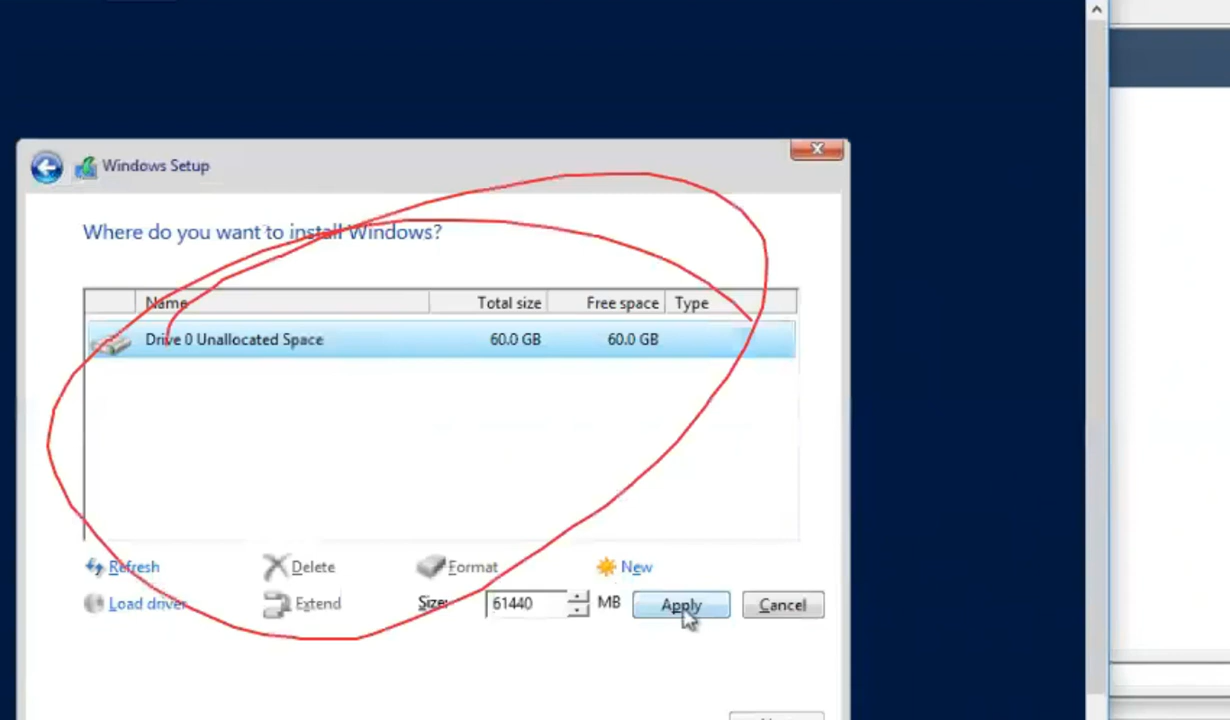 Windows Setup
Where do you want to install Windows?
Name Total size Free space Type
Drive 0 Unallocated Space 60.0 GB 60.0 GB
Refresh Delete Format New
Load driver Extend Size: 61440 MB Apply Cancel